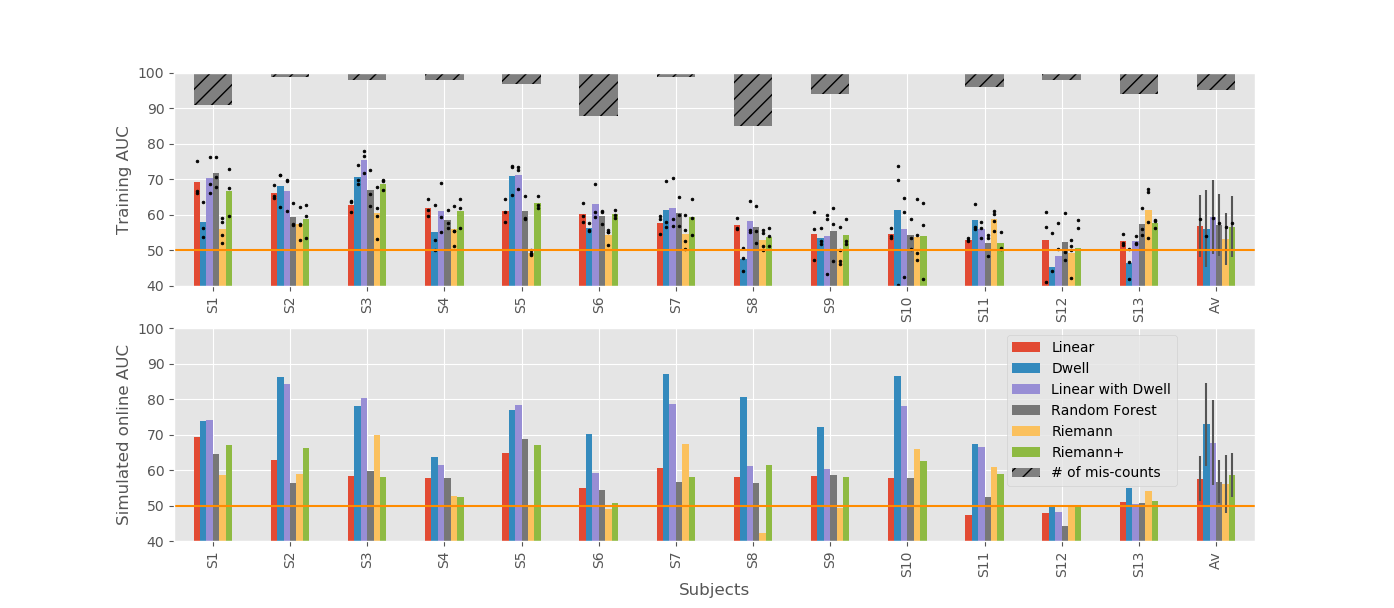 100
90
80
70
60
50
40
Training AUC
S1 S2 S3 S4 S5 S6 S7 S8 S9 S10 S11 S12 S13 Av
100
90
80
70
60
50
40
Simulated online AUC
Linear
Dwell
Linear with Dwell
Random Forest
Riemann
Riemann+
# of mis-counts
S1 S2 S3 S4 S5 S6 S7 S8 S9 S10 S11 S12 S13 Av
Subjects